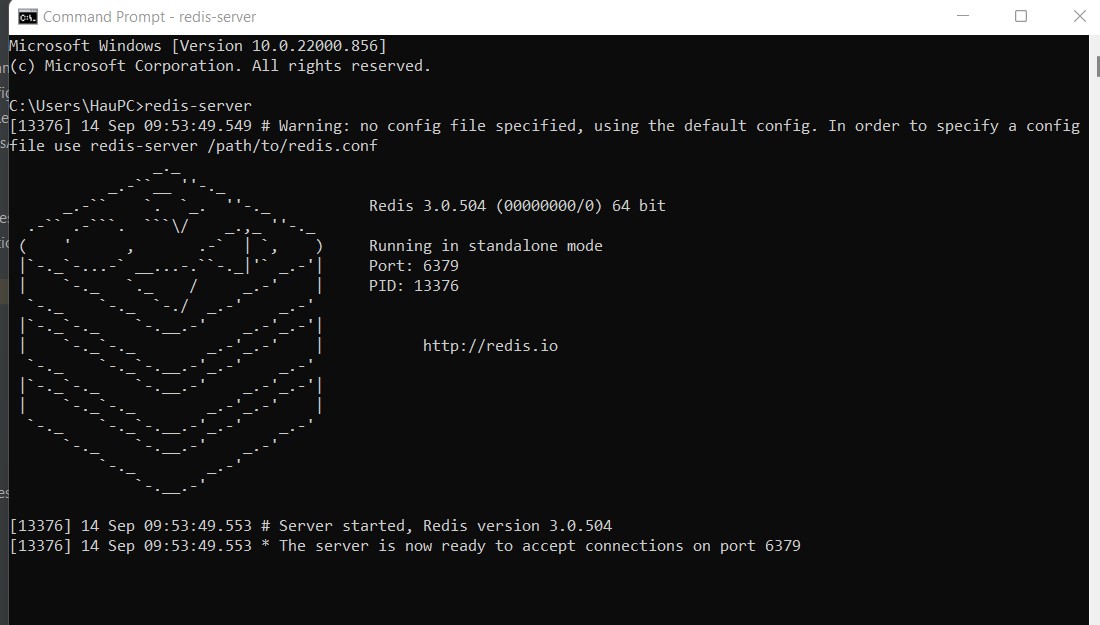 Command Prompt - redis-server
Microsoft Windows [Version 10.0.22000.856]
(c) Microsoft Corporation. All rights reserved.
C:\Users\HauPC>redis-server
[13376] 14 Sep 09:53:49.549 # Warning: no config file specified, using the default config. In order to specify a config
file use redis-server /path/to/redis.conf
Redis 3.0.504 (00000000/0) 64 bit
Running in standalone mode
Port: 6379
PID: 13376
http://redis.io
[13376] 14 Sep 09:53:49.553 # Server started, Redis version 3.0.504
[13376] 14 Sep 09:53:49.553 * The server is now ready to accept connections on port 6379